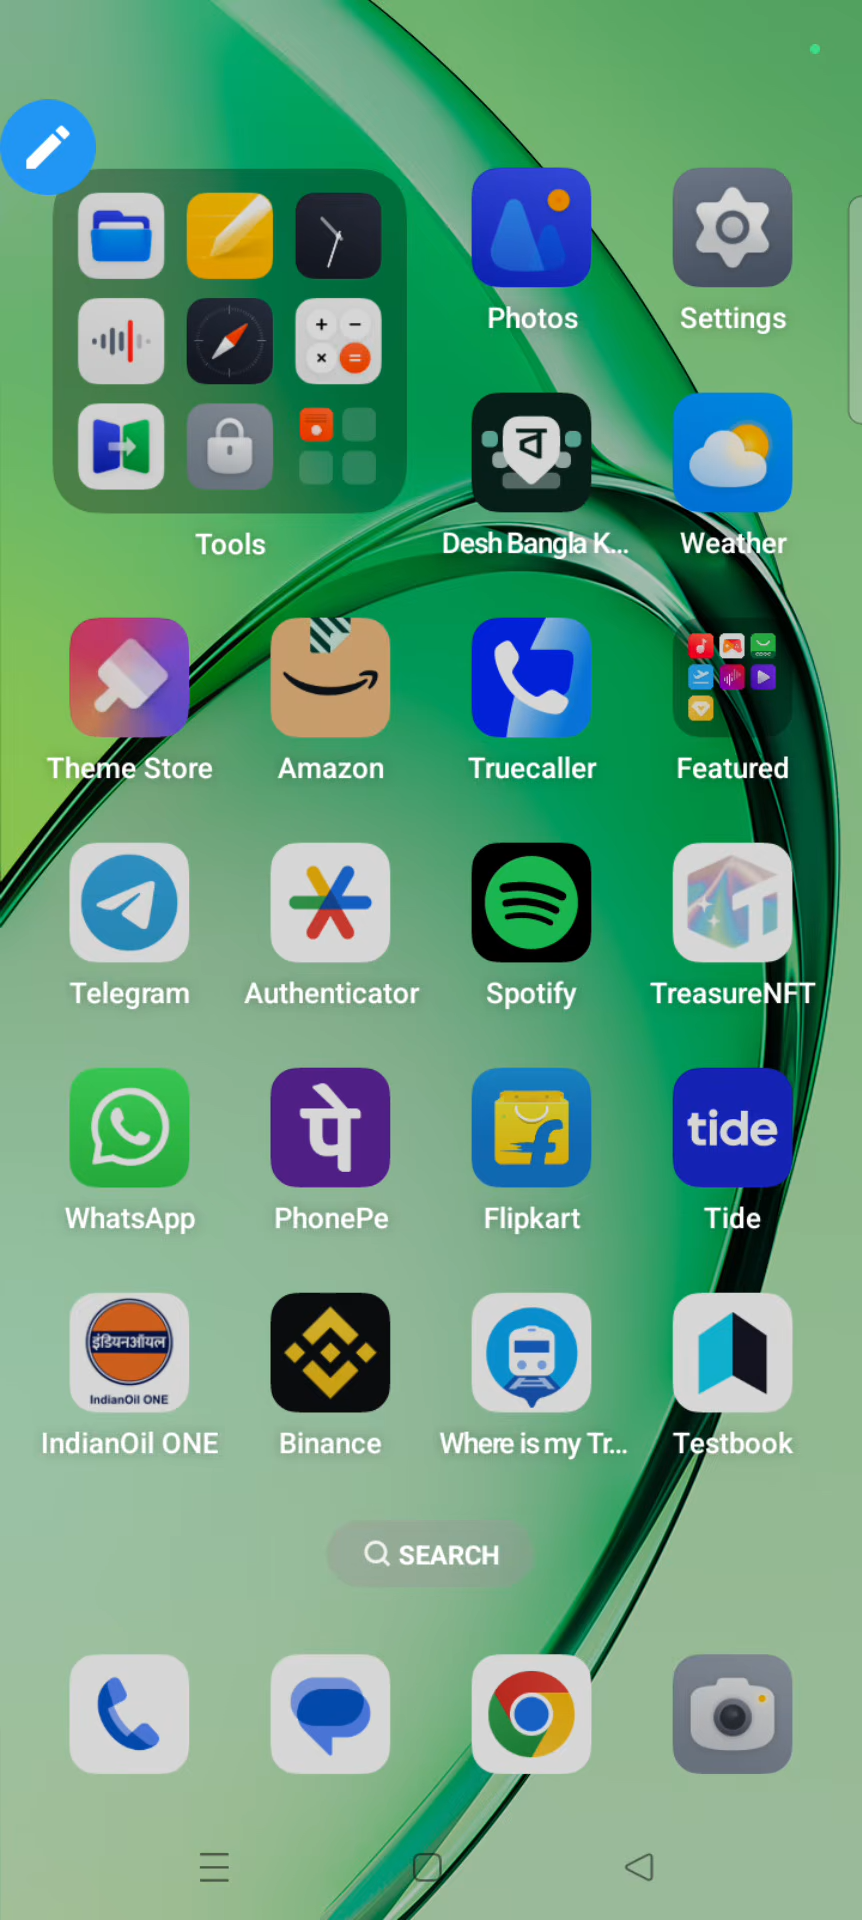 Photos
Settings
Tools
Desh Bangla K...
Weather
Theme Store
Amazon
Truecaller
Featured
Telegram
Authenticator
Spotify
TreasureNFT
पे
tide
WhatsApp
PhonePe
Flipkart
Tide
इंडियनऑयल
IndianOil ONE
IndianOil ONE
Binance
Where is my Tr...
Testbook
SEARCH